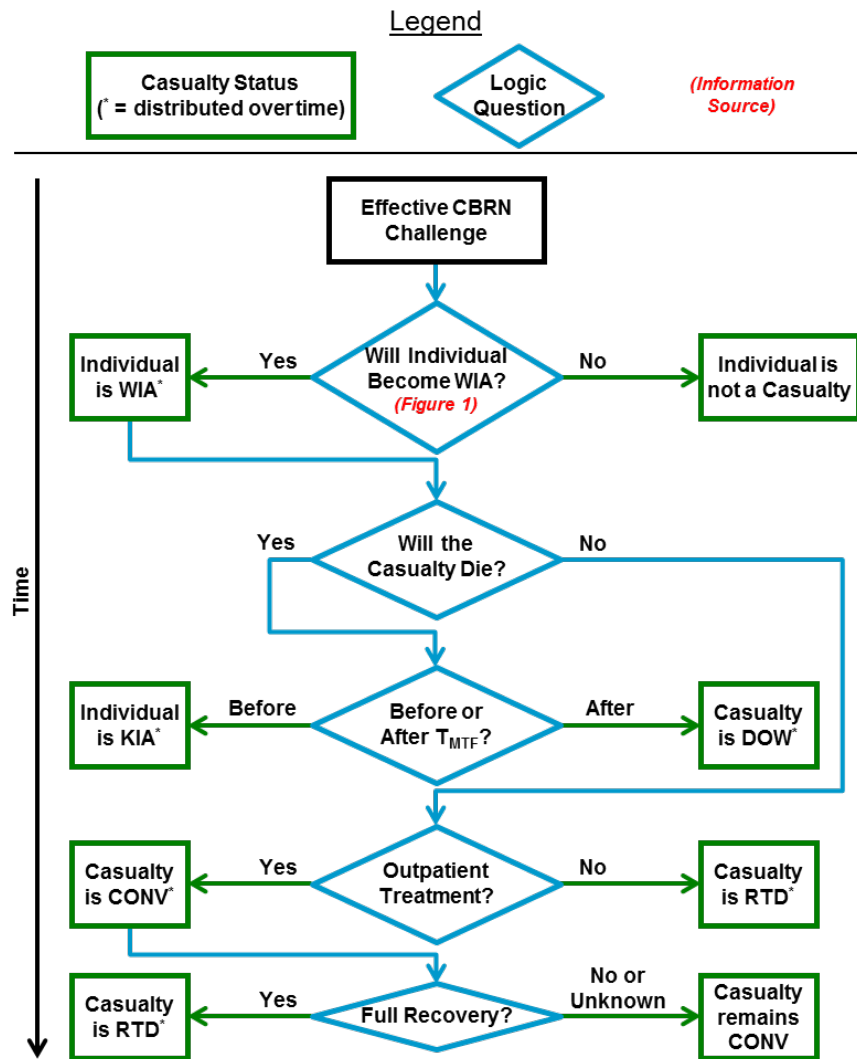 Legend
Casualty Status
(* = distributed overtime)
Logic
Question
(Information
Source)
Time
Effective CBRN
Challenge
Individual
is WIA*
Yes
Will Individual
Become WIA?
(Figure 1)
No
Individual is
not a Casualty
Yes
Will the
Casualty Die?
No
Individual
is KIA*
Before
Before or
After TMTF?
After
Casualty
is DOW*
Casualty
is CONV*
Yes
Outpatient
Treatment?
No
Casualty
is RTD*
Casualty
is RTD*
Yes
Full Recovery?
No or
Unknown
Casualty
remains
CONV